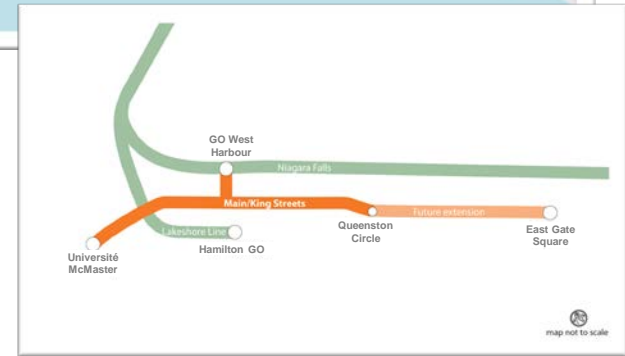 GO West
Harbour
Niagara Falls
Main/King Streets
Future extension
Queenston
Circle
East Gate
Square
Lakeshore Line
Hamilton GO
Université
McMaster
map not to scale